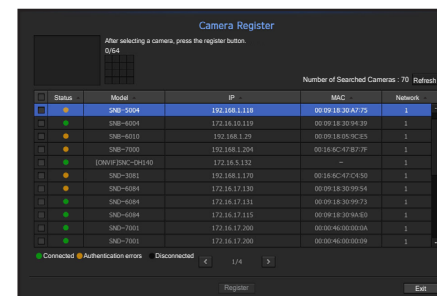 Camera Register
After selecting a camera, press the register button.
0/64
Number of Searched Cameras : 70 Refresh
Status Model IP MAC Network
SNB-5004 192.168.1.118 00:09:18:30:A7:75 1
SNB-6004 172.16.10.119 00:09:18:30:94:39 1
SNB-6010 192.168.1.29 00:09:18:05:9C:E5 1
SNB-7000 192.168.1.204 00:16:6C:47:B7:7F 1
(ONVIF)SNC-DH140 172.16.5.132 - 1
SND-3081 192.168.1.170 00:16:6C:47:C4:50 1
SND-6084 172.16.17.130 00:09:18:30:99:54 1
SND-6084 172.16.17.131 00:09:18:30:99:73 1
SND-6084 172.16.17.115 00:09:18:30:9A:E0 1
SND-7001 172.16.17.200 00:00:46:00:00:0A 1
SND-7001 172.16.17.200 00:00:46:00:00:09 1
Connected Authentication errors Disconnected
< 1/4 >
Register Exit